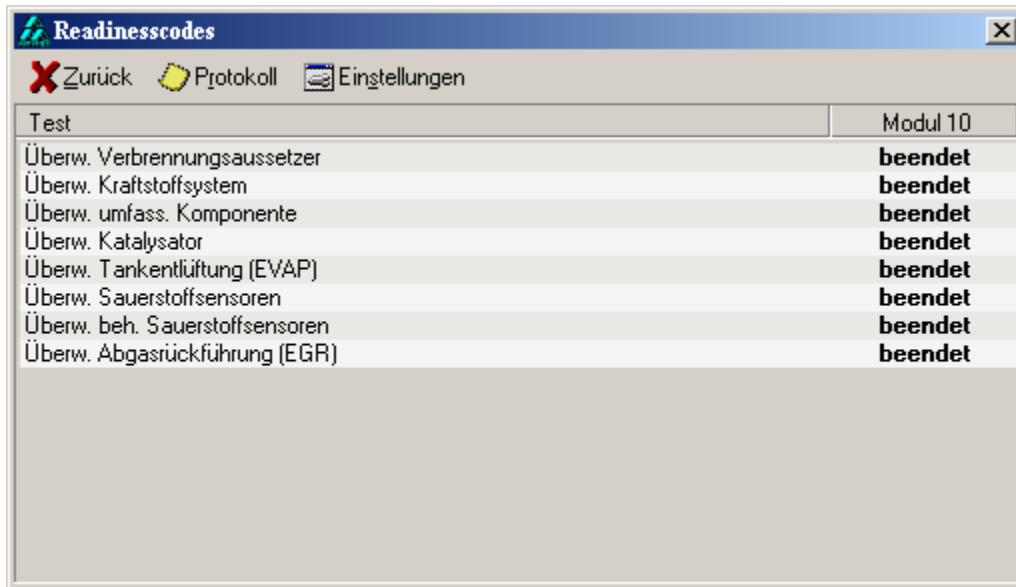 Readinesscodes
Zurück Protokoll Einstellungen
Test Modul 10
Überw. Verbrennungsaussetzer beendet
Überw. Kraftstoffsystem beendet
Überw. umfass. Komponente beendet
Überw. Katalysator beendet
Überw. Tankentlüftung (EVAP) beendet
Überw. Sauerstoffsensoren beendet
Überw. beh. Sauerstoffsensoren beendet
Überw. Abgasrückführung (EGR) beendet